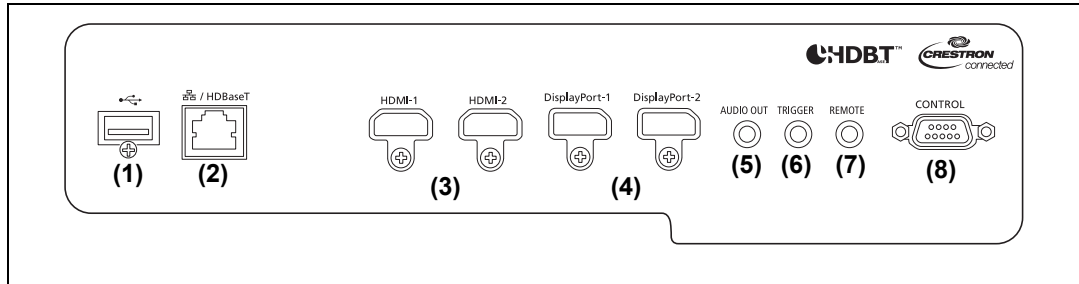 HDBT™
CRESTRON
connected
/ HDBaseT
HDMI-1
HDMI-2
DisplayPort-1
DisplayPort-2
AUDIO OUT
TRIGGER
REMOTE
CONTROL
(1)
(2)
(3)
(4)
(5)
(6)
(7)
(8)